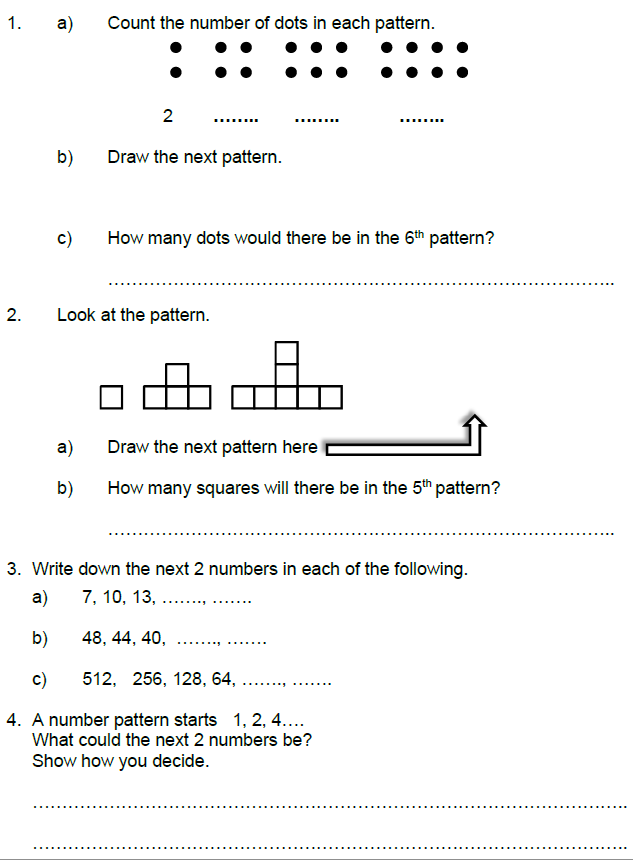 1. a) Count the number of dots in each pattern.
2 …….. …….. ……..
b) Draw the next pattern.
c) How many dots would there be in the 6th pattern?
…………………………………………………………………………..
2. Look at the pattern.
a) Draw the next pattern here
b) How many squares will there be in the 5th pattern?
…………………………………………………………………………..
3. Write down the next 2 numbers in each of the following.
a) 7, 10, 13, ……., …….
b) 48, 44, 40, ……., …….
c) 512, 256, 128, 64, ……., …….
4. A number pattern starts 1, 2, 4….
What could the next 2 numbers be?
Show how you decide.
……………………………………………………………………………………….
……………………………………………………………………………………….